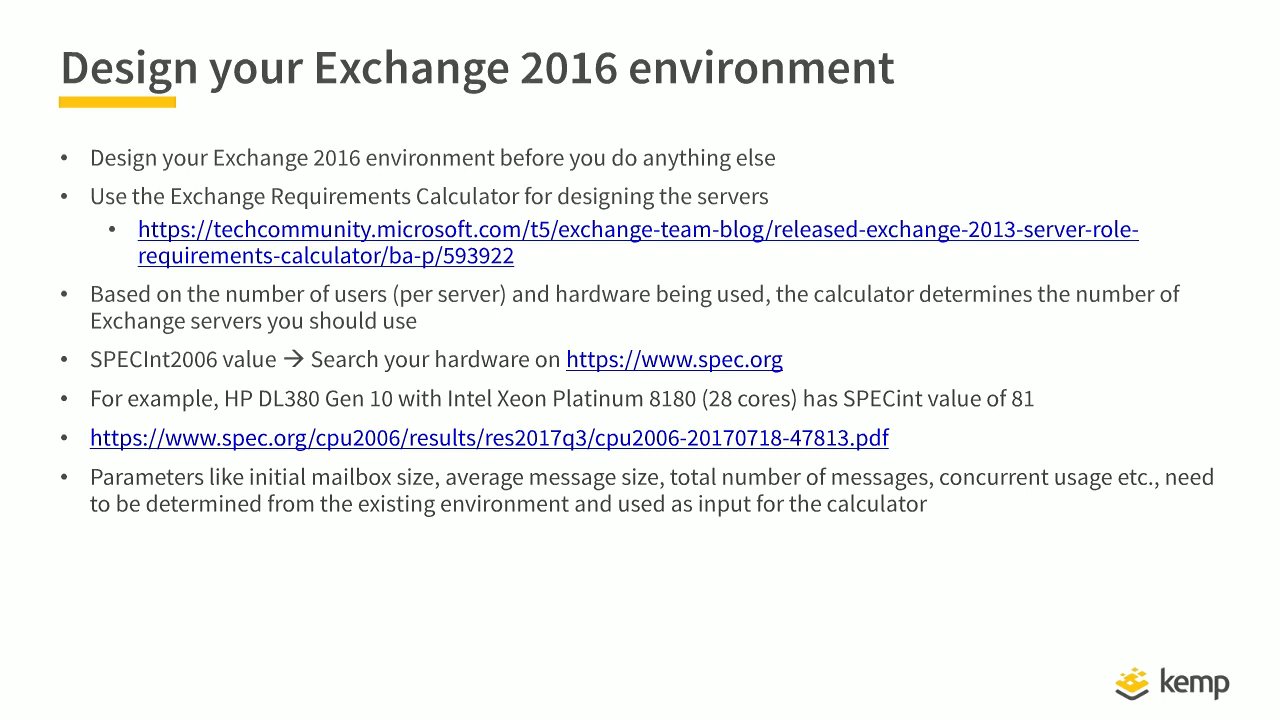 Design your Exchange 2016 environment
• Design your Exchange 2016 environment before you do anything else
• Use the Exchange Requirements Calculator for designing the servers
• https://techcommunity.microsoft.com/t5/exchange-team-blog/released-exchange-2013-server-role-
requirements-calculator/ba-p/593922
• Based on the number of users (per server) and hardware being used, the calculator determines the number of
Exchange servers you should use
• SPECInt2006 value → Search your hardware on https://www.spec.org
• For example, HP DL380 Gen 10 with Intel Xeon Platinum 8180 (28 cores) has SPECint value of 81
• https://www.spec.org/cpu2006/results/res2017q3/cpu2006-20170718-47813.pdf
• Parameters like initial mailbox size, average message size, total number of messages, concurrent usage etc., need
to be determined from the existing environment and used as input for the calculator
kemp